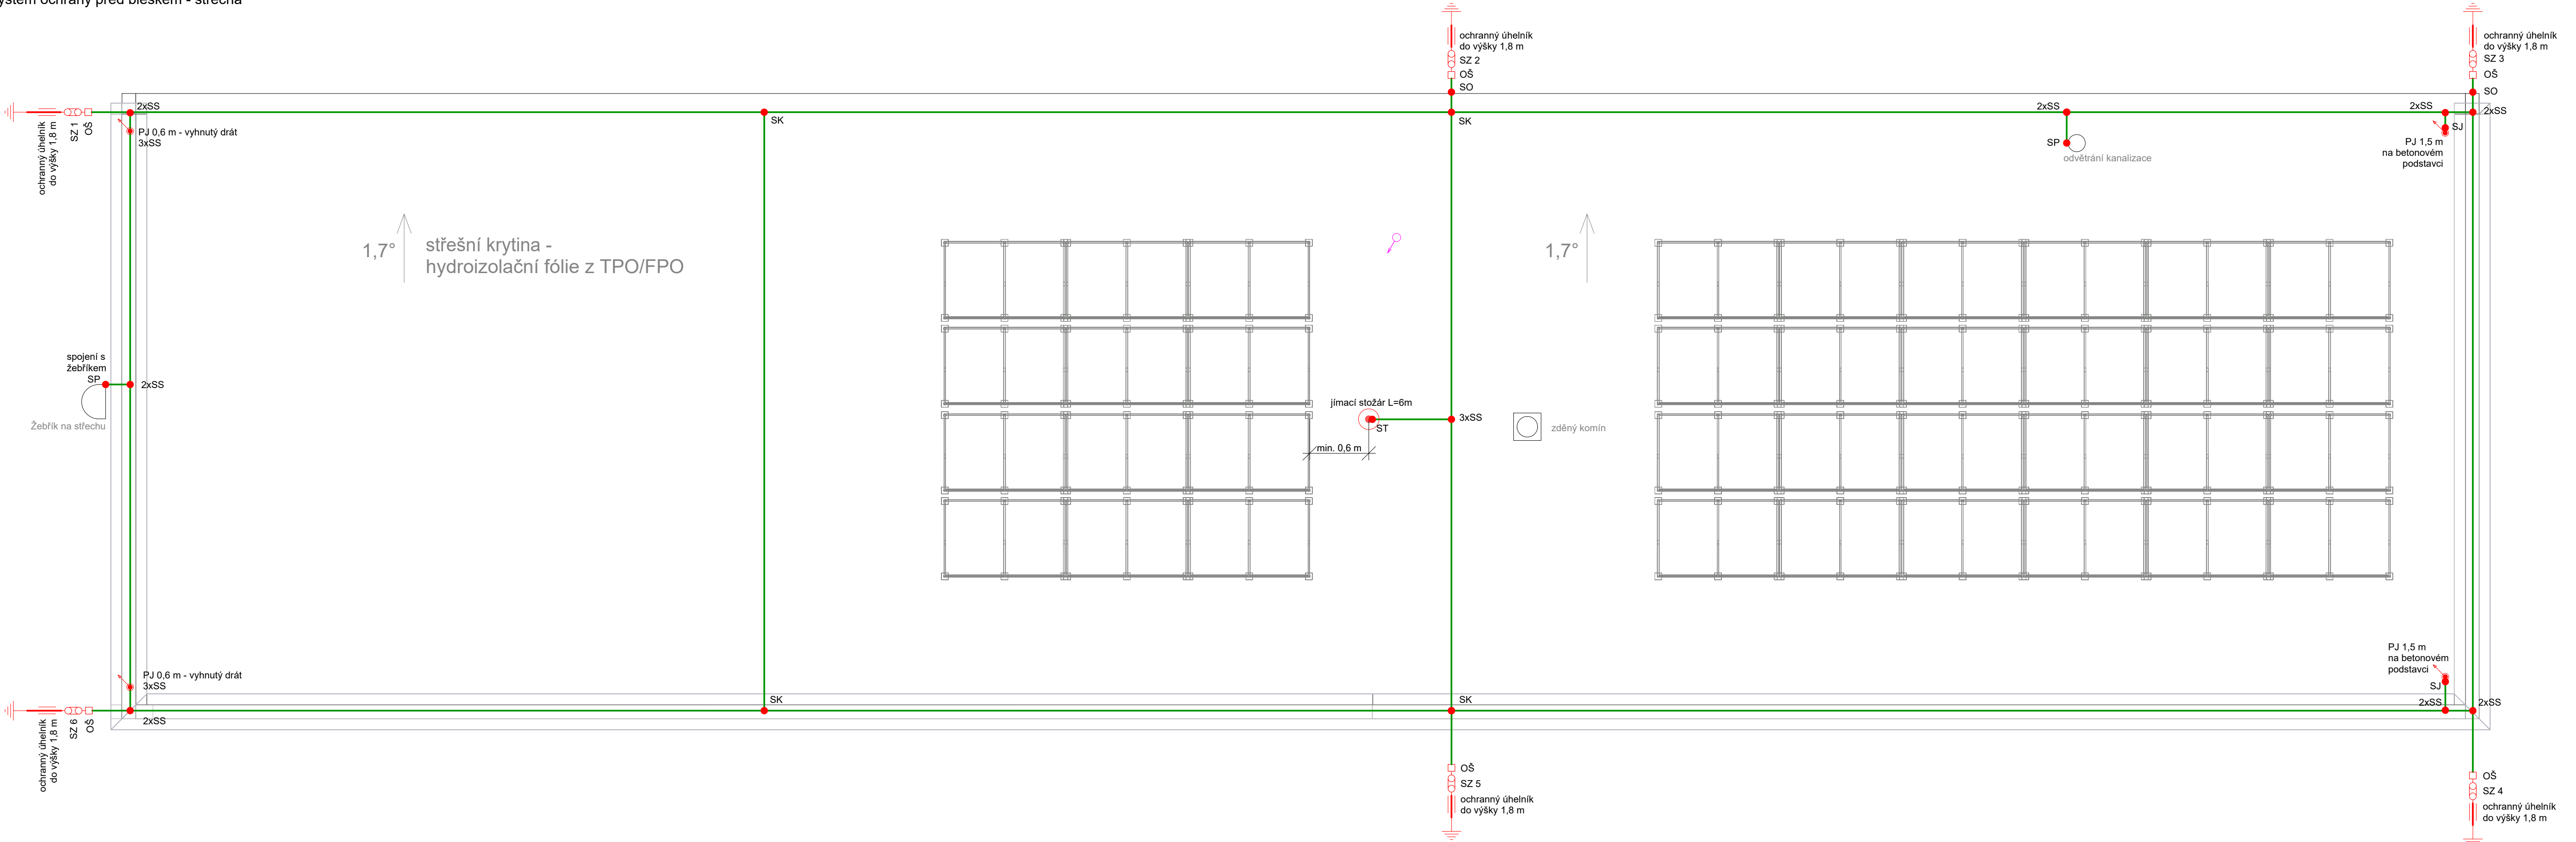 systém ochrany před bleskem - střecha
ochranný úhelník
do výšky 1,8 m
SZ 2
OŠ
SO
ochranný úhelník
do výšky 1,8 m
SZ 3
OŠ
SO
2xSS
2xSS
2xSS
2xSS
SK
SK
SJ
PJ 0,6 m - vyhnutý drát
3xSS
ochranný úhelník
do výšky 1,8 m
SZ 1
OŠ
SP
odvětrání kanalizace
PJ 1,5 m
na betonovém
podstavci
1,7°
střešní krytina -
hydroizolační fólie z TPO/FPO
1,7°
spojení s
žebříkem
SP
2xSS
Žebřík na střechu
jímací stožár L=6m
ST
3xSS
zděný komín
min. 0,6 m
PJ 1,5 m
na betonovém
podstavci
SJ
PJ 0,6 m - vyhnutý drát
3xSS
SK
SK
2xSS
2xSS
2xSS
ochranný úhelník
do výšky 1,8 m
SZ 6
OŠ
OŠ
SZ 5
ochranný úhelník
do výšky 1,8 m
OŠ
SZ 4
ochranný úhelník
do výšky 1,8 m